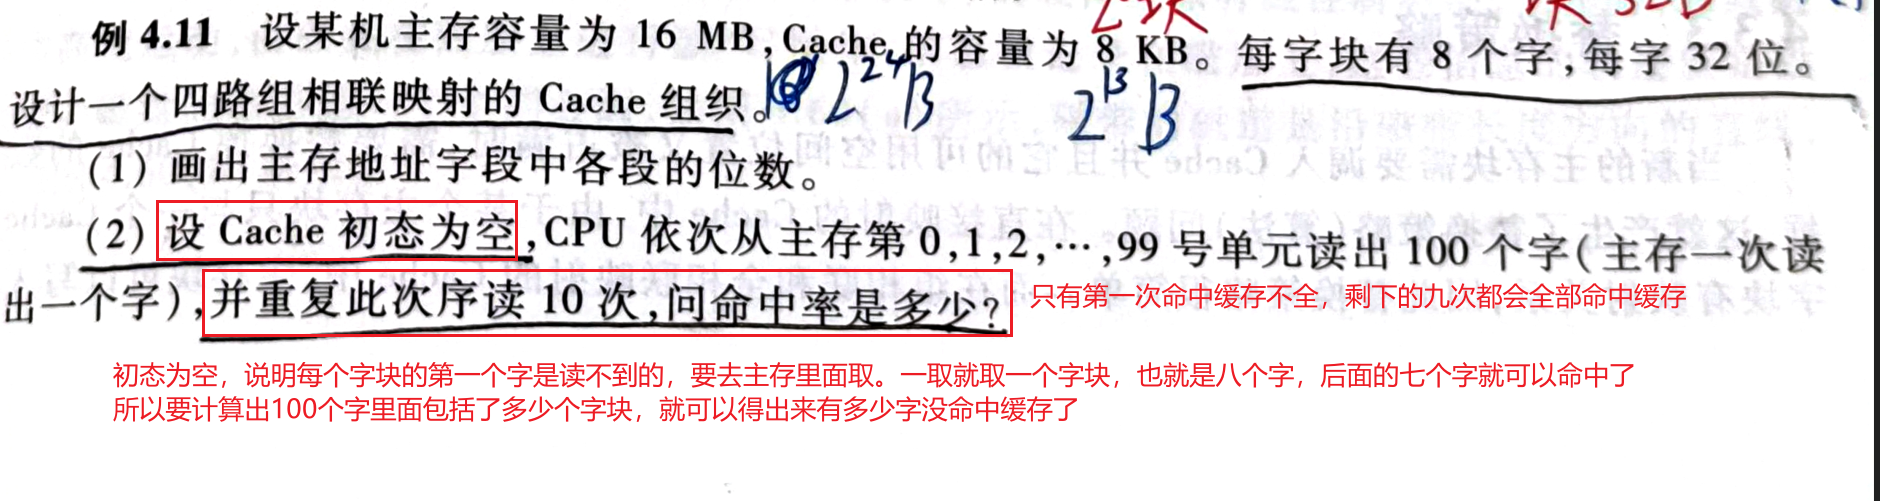 块
块 32B
例 4.11 设某机主存容量为 16 MB,Cache 的容量为 8 KB。每字块有 8 个字,每字 32 位。
设计一个四路组相联映射的 Cache 组织。 2²⁴B 2¹³B
(1) 画出主存地址字段中各段的位数。
(2) 设 Cache 初态为空,CPU 依次从主存第 0,1,2,…,99 号单元读出 100 个字(主存一次读
出一个字),并重复此次序读 10 次,问命中率是多少? 只有第一次命中缓存不全，剩下的九次都会全部命中缓存
初态为空，说明每个字块的第一个字是读不到的，要去主存里面取。一取就取一个字块，也就是八个字，后面的七个字就可以命中了
所以要计算出100个字里面包括了多少个字块，就可以得出来有多少字没命中缓存了